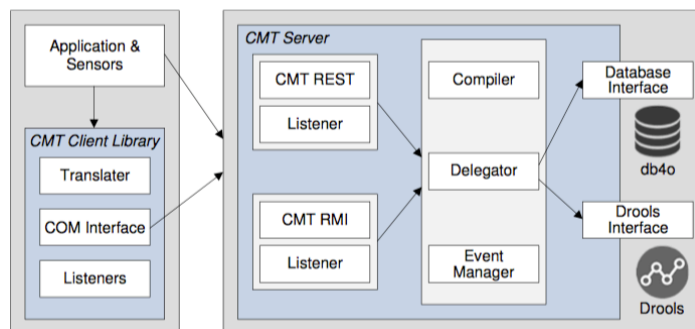 Application &
Sensors
CMT Client Library
Translater
COM Interface
Listeners
CMT Server
CMT REST
Listener
CMT RMI
Listener
Compiler
Delegator
Event
Manager
Database
Interface
db4o
Drools
Interface
Drools